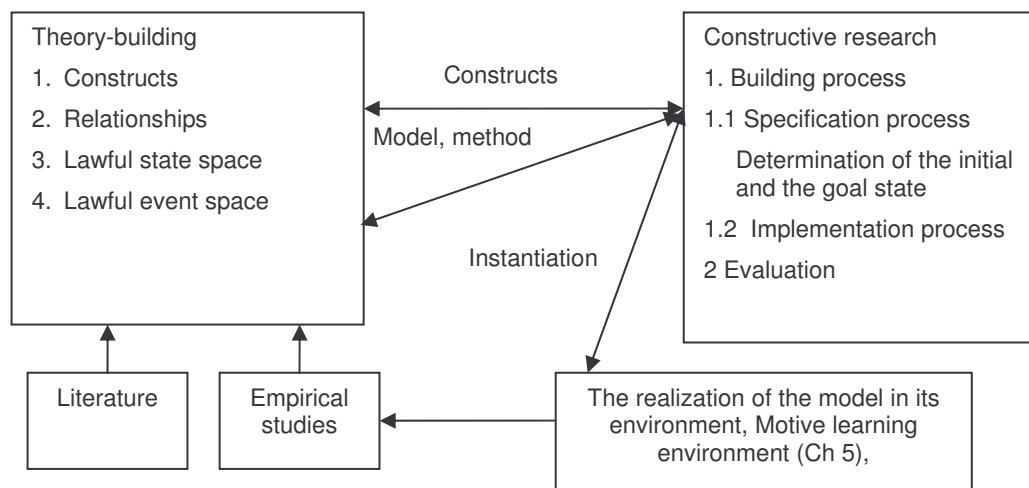 Theory-building
1. Constructs
2. Relationships
3. Lawful state space
4. Lawful event space
Constructs
Model, method
Instantiation
Constructive research
1. Building process
1.1 Specification process
Determination of the initial
and the goal state
1.2 Implementation process
2 Evaluation
Literature
Empirical
studies
The realization of the model in its
environment, Motive learning
environment (Ch 5),